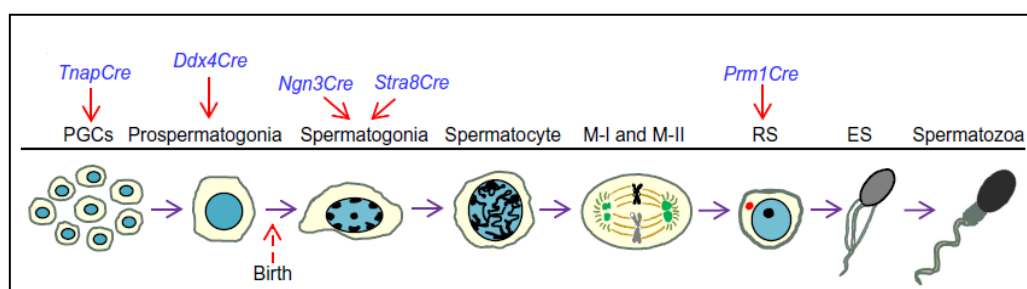 TnapCre Ddx4Cre Ngn3Cre Stra8Cre Prm1Cre
PGCs Prospermatogonia Spermatogonia Spermatocyte M-I and M-II RS ES Spermatozoa
Birth